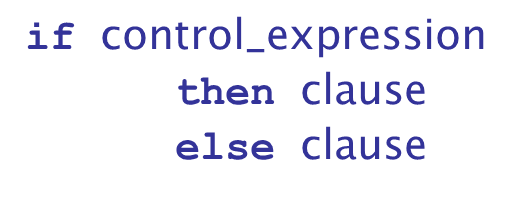 if control_expression
then clause
else clause